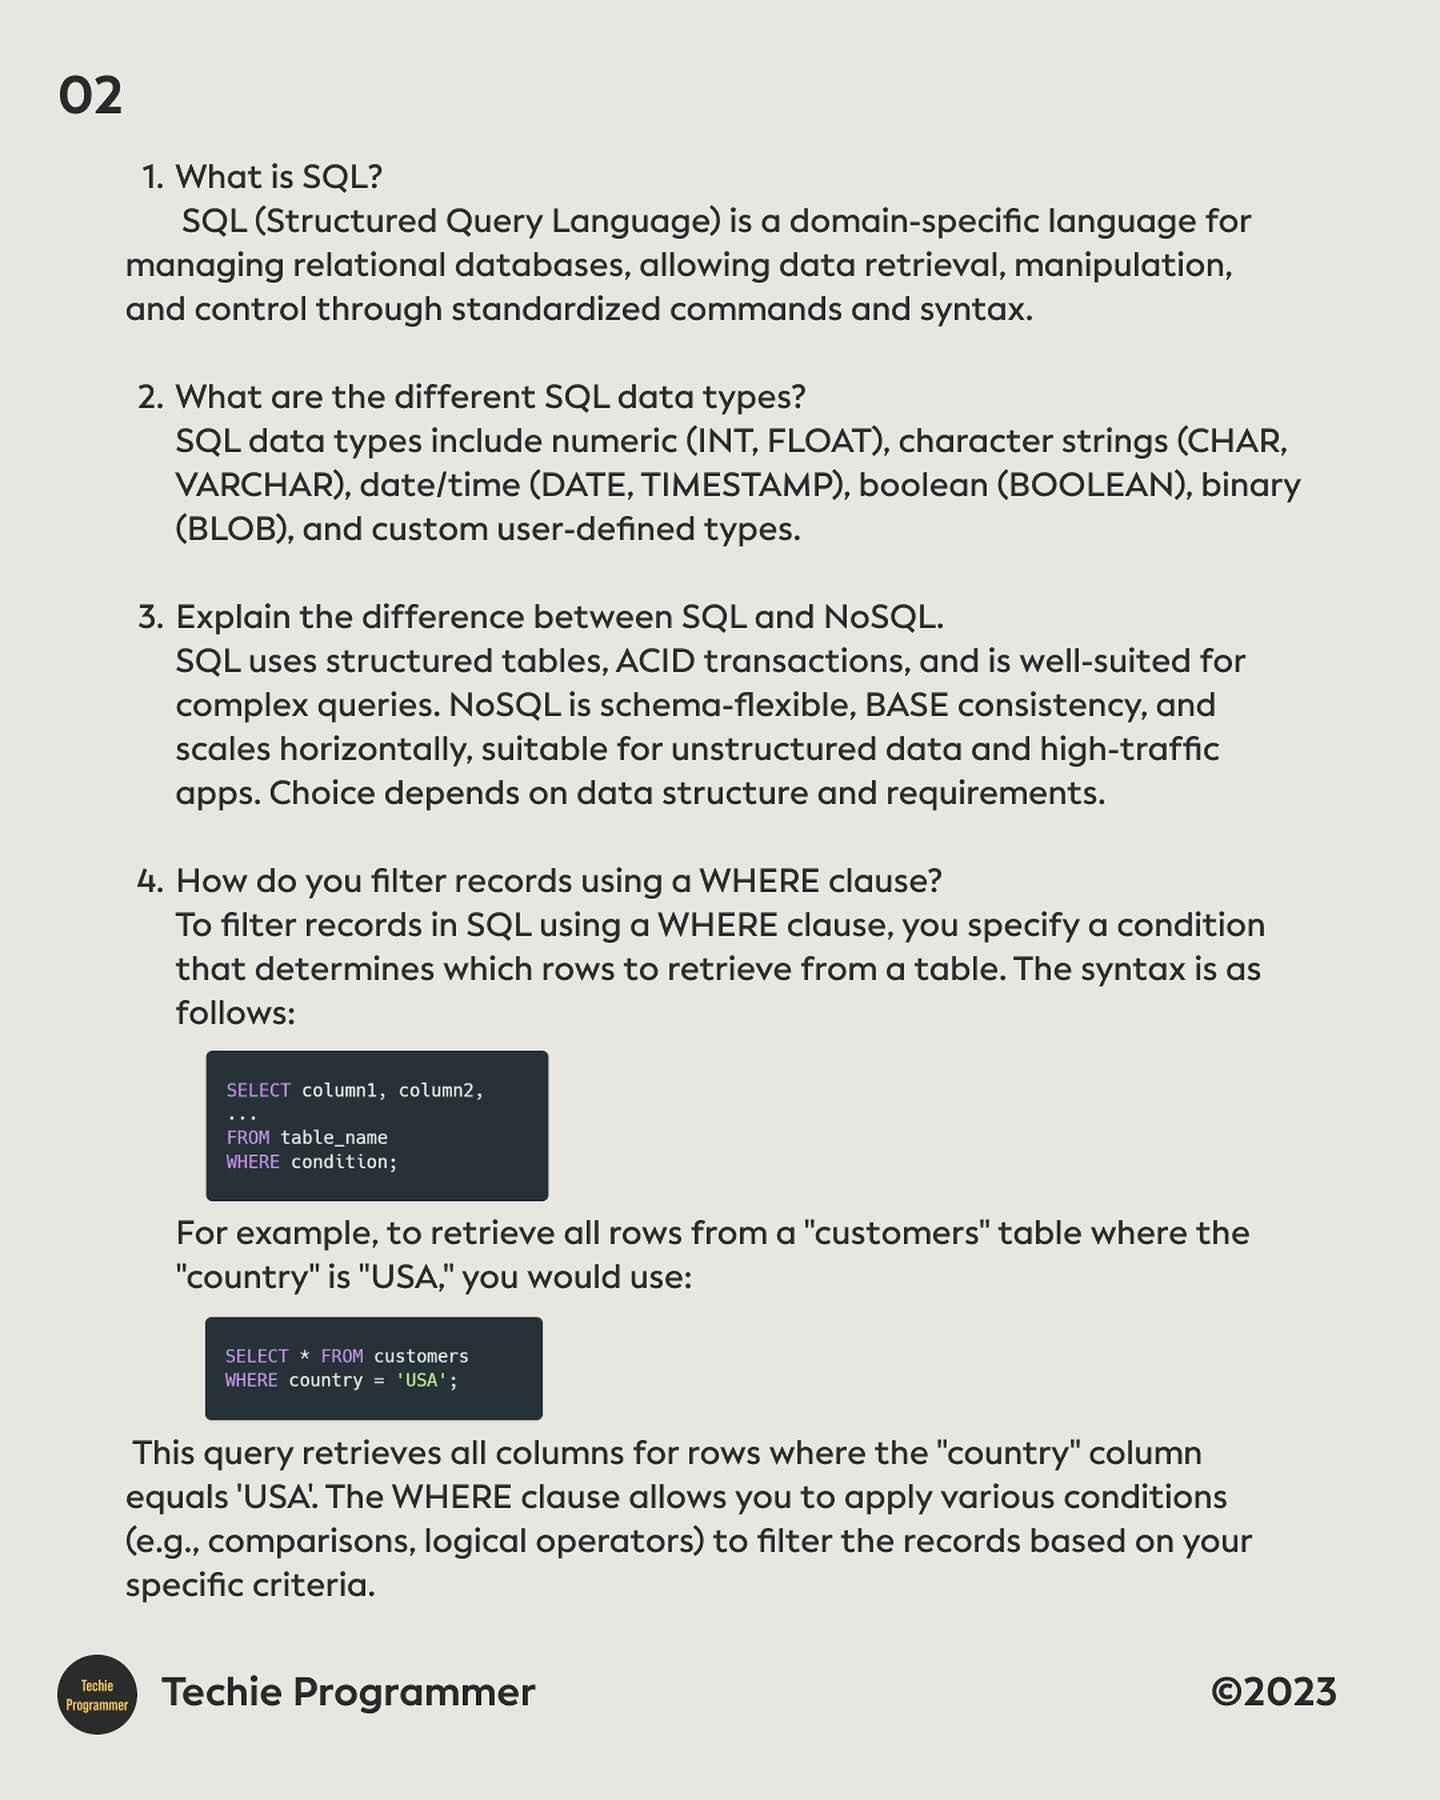 02
1. What is SQL?
SQL (Structured Query Language) is a domain-specific language for
managing relational databases, allowing data retrieval, manipulation,
and control through standardized commands and syntax.
2. What are the different SQL data types?
SQL data types include numeric (INT, FLOAT), character strings (CHAR,
VARCHAR), date/time (DATE, TIMESTAMP), boolean (BOOLEAN), binary
(BLOB), and custom user-defined types.
3. Explain the difference between SQL and NoSQL.
SQL uses structured tables, ACID transactions, and is well-suited for
complex queries. NoSQL is schema-flexible, BASE consistency, and
scales horizontally, suitable for unstructured data and high-traffic
apps. Choice depends on data structure and requirements.
4. How do you filter records using a WHERE clause?
To filter records in SQL using a WHERE clause, you specify a condition
that determines which rows to retrieve from a table. The syntax is as
follows:
SELECT column1, column2,
...
FROM table_name
WHERE condition;
For example, to retrieve all rows from a "customers" table where the
"country" is "USA," you would use:
SELECT * FROM customers
WHERE country = 'USA';
This query retrieves all columns for rows where the "country" column
equals 'USA'. The WHERE clause allows you to apply various conditions
(e.g., comparisons, logical operators) to filter the records based on your
specific criteria.
Techie
Programmer
Techie Programmer
©2023